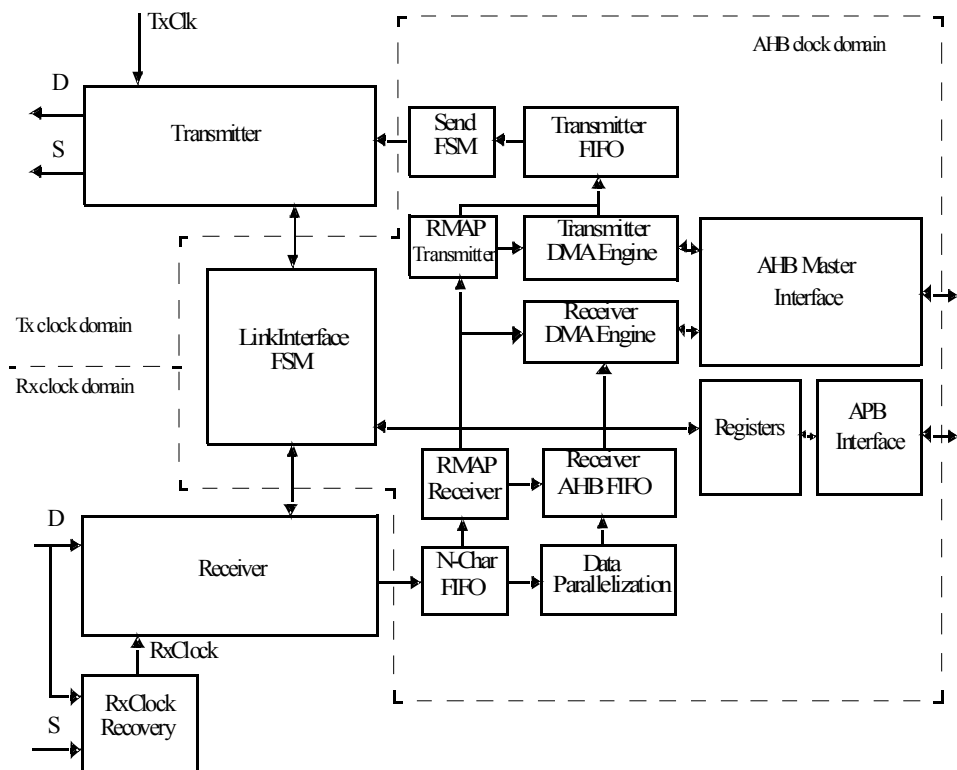 TxClk
AHB clock domain
D
Transmitter
S
Send
FSM
Transmitter
FIFO
RMAP
Transmitter
Transmitter
DMA Engine
AHB Master
Interface
Tx clock domain
Rx clock domain
LinkInterface
FSM
Receiver
DMA Engine
Registers
APB
Interface
RMAP
Receiver
Receiver
AHB FIFO
D
Receiver
N-Char
FIFO
Data
Parallelization
RxClock
S
RxClock
Recovery